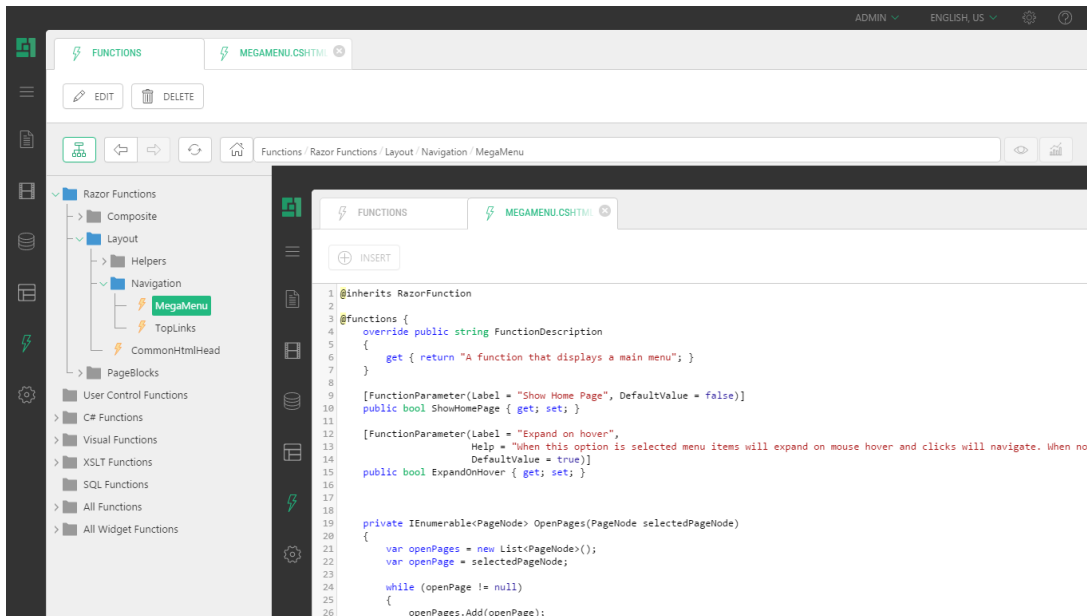 ADMIN ENGLISH, US
FUNCTIONS MEGAMENU.CSHTML
EDIT DELETE
Functions / Razor Functions / Layout / Navigation / MegaMenu
Razor Functions
Composite
Layout
Helpers
Navigation
MegaMenu
TopLinks
CommonHtmlHead
PageBlocks
User Control Functions
C# Functions
Visual Functions
XSLT Functions
SQL Functions
All Functions
All Widget Functions
FUNCTIONS MEGAMENU.CSHTML
INSERT
1 @inherits RazorFunction
2
3 @functions {
4 override public string FunctionDescription
5 {
6 get { return "A function that displays a main menu"; }
7 }
8
9 [FunctionParameter(Label = "Show Home Page", DefaultValue = false)]
10 public bool ShowHomePage { get; set; }
11
12 [FunctionParameter(Label = "Expand on hover",
13 Help = "When this option is selected menu items will expand on mouse hover and clicks will navigate. When no
14 DefaultValue = true)]
15 public bool ExpandOnHover { get; set; }
16
17
18
19 private IEnumerable<PageNode> OpenPages(PageNode selectedPageNode)
20 {
21 var openPages = new List<PageNode>();
22 var openPage = selectedPageNode;
23
24 while (openPage != null)
25 {
26 openPages.Add(openPage);